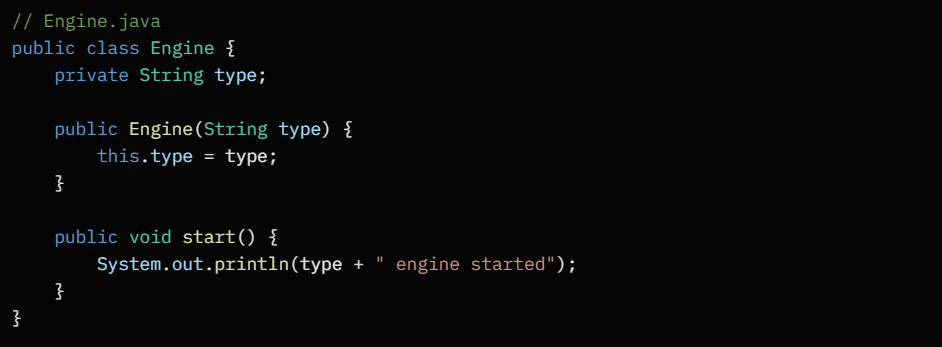 // Engine.java
public class Engine {
    private String type;

    public Engine(String type) {
        this.type = type;
    }

    public void start() {
        System.out.println(type + " engine started");
    }
}